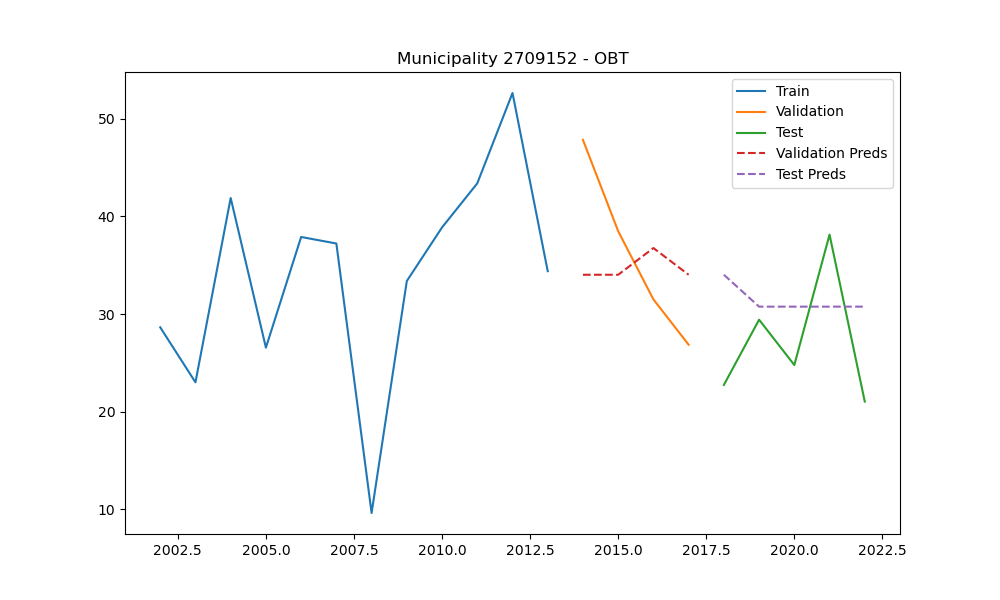 Municipality 2709152 - OBT
Train
Validation
Test
Validation Preds
Test Preds
50
40
30
20
10
2002.5 2005.0 2007.5 2010.0 2012.5 2015.0 2017.5 2020.0 2022.5